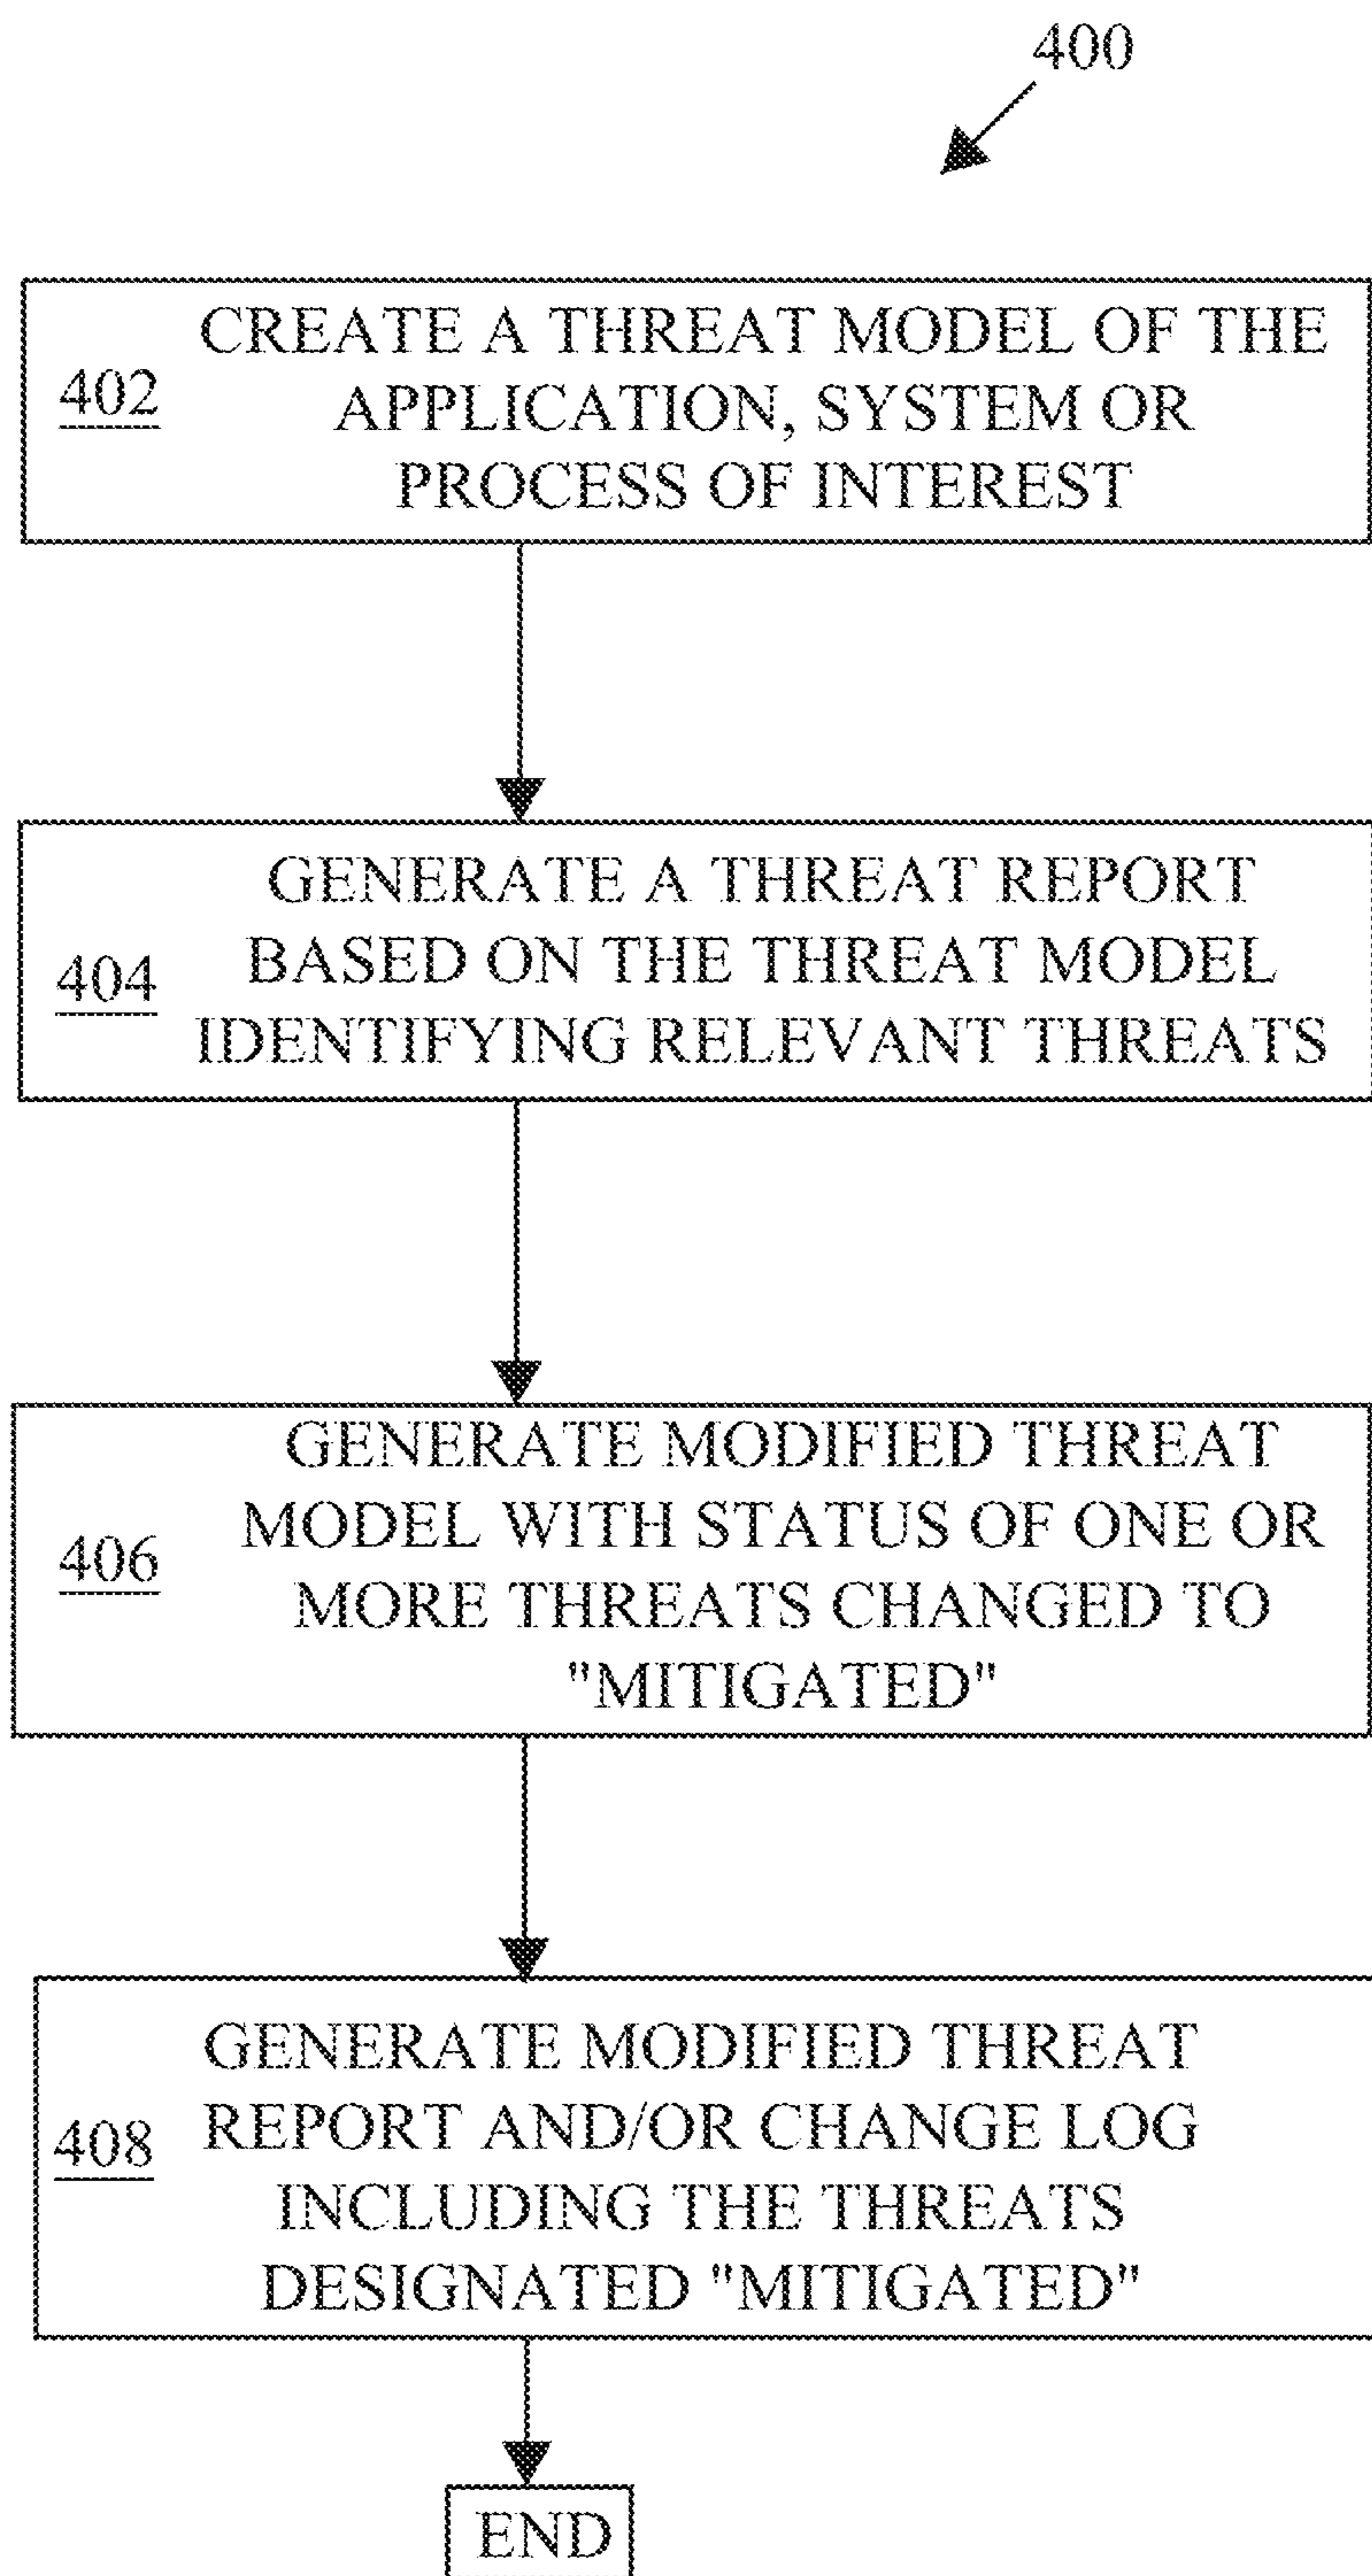 400
CREATE A THREAT MODEL OF THE
402
APPLICATION, SYSTEM OR
PROCESS OF INTEREST
GENERATE A THREAT REPORT
404
BASED ON THE THREAT MODEL
IDENTIFYING RELEVANT THREATS
GENERATE MODIFIED THREAT
MODEL WITH STATUS OF ONE OR
406
MORE THREATS CHANGED TO
"MITIGATED"
GENERATE MODIFIED THREAT
REPORT AND/OR CHANGE LOG
408
INCLUDING THE THREATS
DESIGNATED "MITIGATED"
END